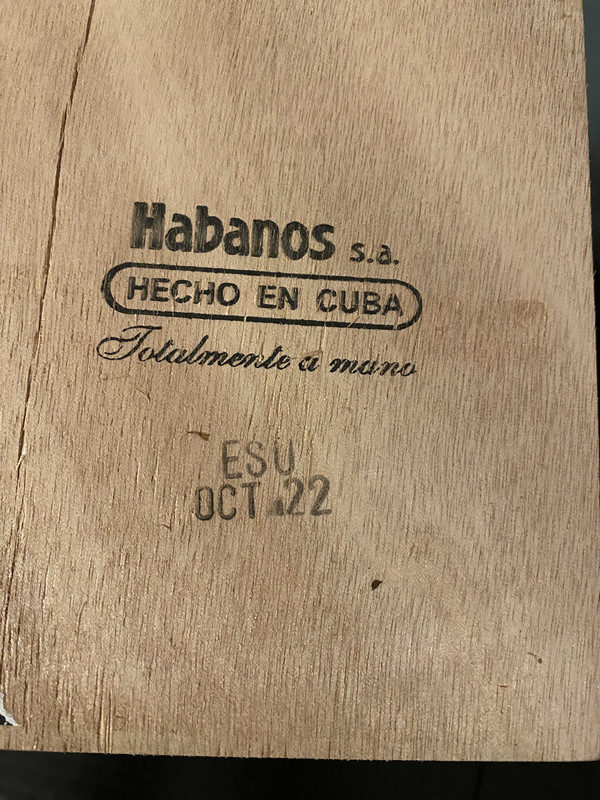 Habanos s.a.
HECHO EN CUBA
Totalmente a mano
ESU
OCT .22